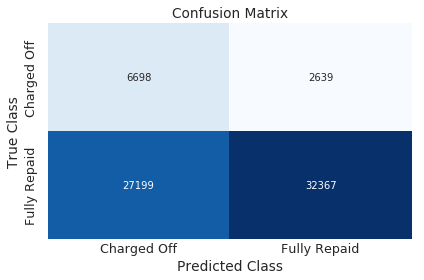 Confusion Matrix
True Class
Charged Off
6698
2639
Fully Repaid
27199
32367
Charged Off
Fully Repaid
Predicted Class